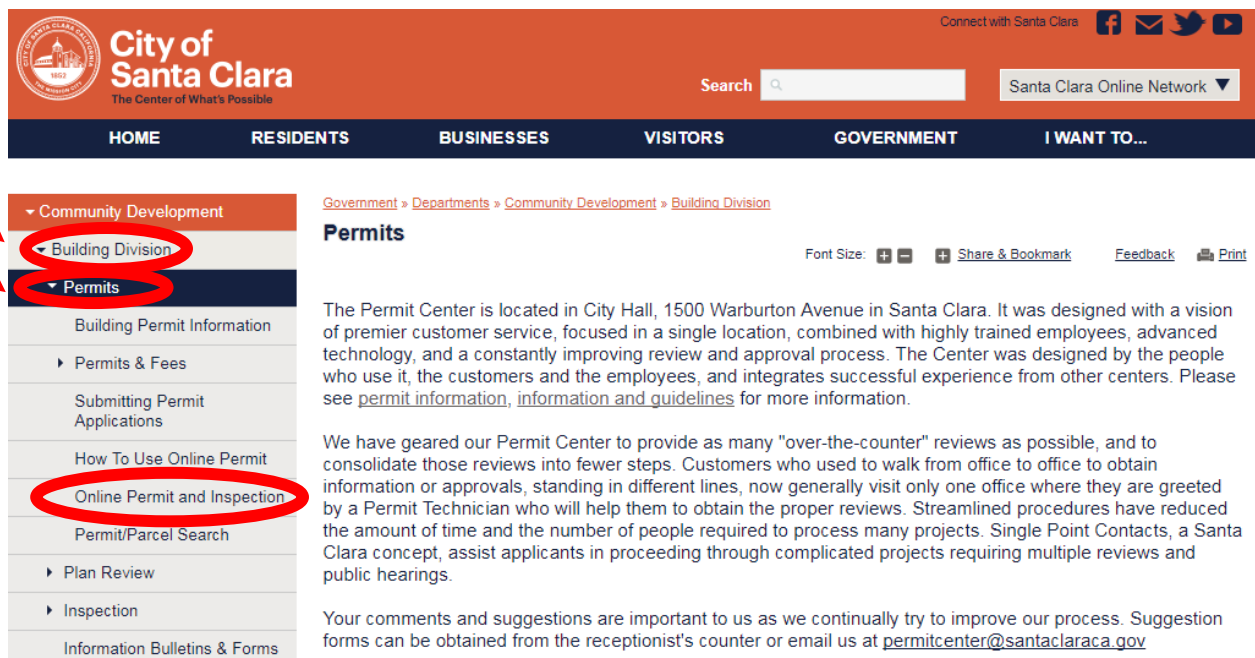 Connect with Santa Clara
City of
Santa Clara
The Center of What's Possible
Search
Santa Clara Online Network ▼
HOME RESIDENTS BUSINESSES VISITORS GOVERNMENT I WANT TO...
Community Development
Building Division
Permits
Building Permit Information
Permits & Fees
Submitting Permit
Applications
How To Use Online Permit
Online Permit and Inspection
Permit/Parcel Search
Plan Review
Inspection
Information Bulletins & Forms
Government » Departments » Community Development » Building Division
Permits
Font Size: + - + Share & Bookmark Feedback Print
The Permit Center is located in City Hall, 1500 Warburton Avenue in Santa Clara. It was designed with a vision
of premier customer service, focused in a single location, combined with highly trained employees, advanced
technology, and a constantly improving review and approval process. The Center was designed by the people
who use it, the customers and the employees, and integrates successful experience from other centers. Please
see permit information, information and guidelines for more information.
We have geared our Permit Center to provide as many "over-the-counter" reviews as possible, and to
consolidate those reviews into fewer steps. Customers who used to walk from office to office to obtain
information or approvals, standing in different lines, now generally visit only one office where they are greeted
by a Permit Technician who will help them to obtain the proper reviews. Streamlined procedures have reduced
the amount of time and the number of people required to process many projects. Single Point Contacts, a Santa
Clara concept, assist applicants in proceeding through complicated projects requiring multiple reviews and
public hearings.
Your comments and suggestions are important to us as we continually try to improve our process. Suggestion
forms can be obtained from the receptionist's counter or email us at permitcenter@santaclaraca.gov